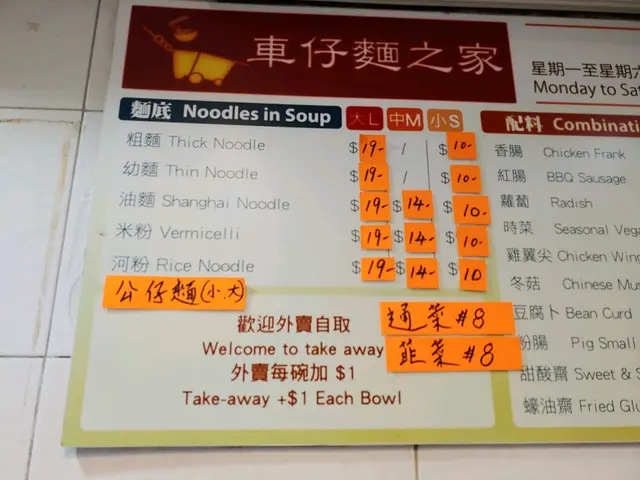 車仔麵之家
麵底 Noodles in Soup 大L 中M 小S
粗麵 Thick Noodle $19- / $10-
幼麵 Thin Noodle $19- / $10-
油麵 Shanghai Noodle $19- $14- $10-
米粉 Vermicelli $19- $14- $10-
河粉 Rice Noodle $19- $14- $10
公仔麵(小.大)
歡迎外賣自取
Welcome to take away
外賣每碗加 $1
Take-away +$1 Each Bowl
通菜 #8
韮菜 #8
星期一至星期六
Monday to Sat
配料 Combinati
香腸 Chicken Frank
紅腸 BBQ Sausage
蘿蔔 Radish
時菜 Seasonal Vega
雞翼尖 Chicken Wing
冬菇 Chinese Mus
豆腐卜 Bean Curd
粉腸 Pig Small
甜酸齋 Sweet & S
蠔油齋 Fried Glu